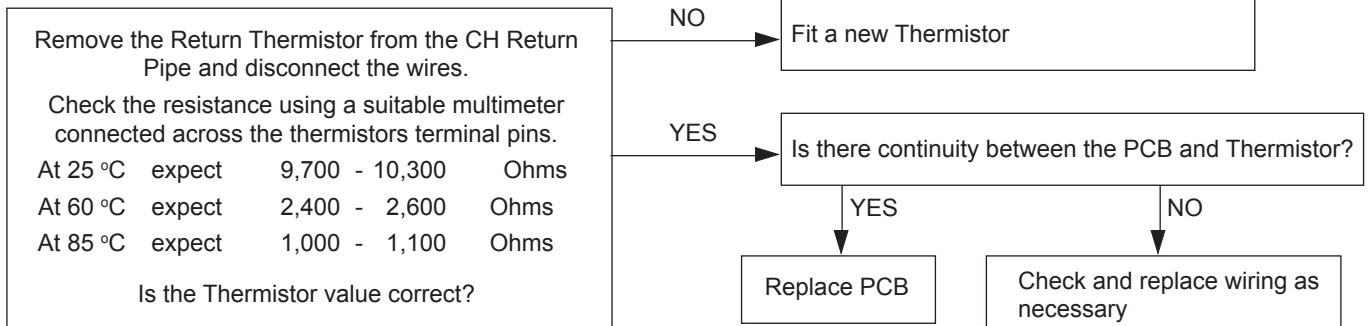 Remove the Return Thermistor from the CH Return
Pipe and disconnect the wires.
Check the resistance using a suitable multimeter
connected across the thermistors terminal pins.
At 25 °C expect 9,700 - 10,300 Ohms
At 60 °C expect 2,400 - 2,600 Ohms
At 85 °C expect 1,000 - 1,100 Ohms
Is the Thermistor value correct?
NO
Fit a new Thermistor
YES
Is there continuity between the PCB and Thermistor?
YES
Replace PCB
NO
Check and replace wiring as
necessary